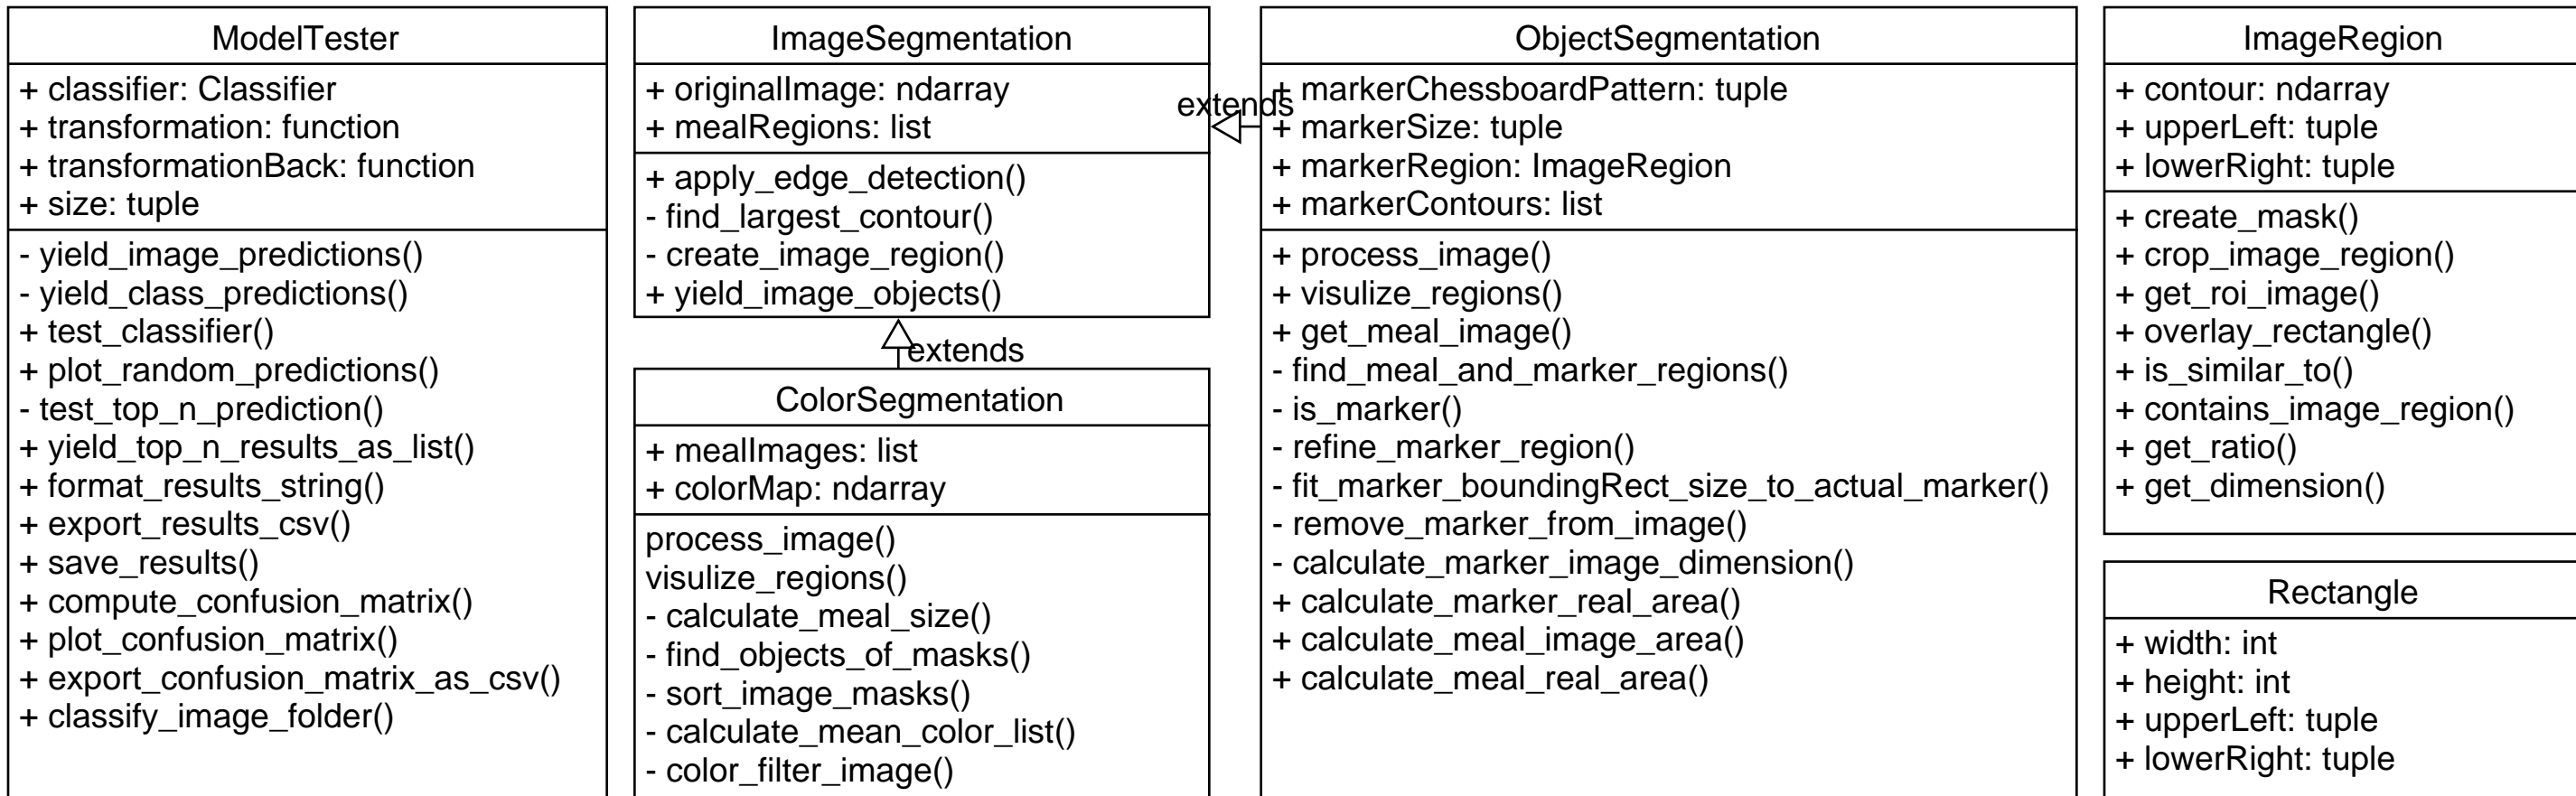 ModelTester
+ classifier: Classifier
+ transformation: function
+ transformationBack: function
+ size: tuple
- yield_image_predictions()
- yield_class_predictions()
+ test_classifier()
+ plot_random_predictions()
- test_top_n_prediction()
+ yield_top_n_results_as_list()
+ format_results_string()
+ export_results_csv()
+ save_results()
+ compute_confusion_matrix()
+ plot_confusion_matrix()
+ export_confusion_matrix_as_csv()
+ classify_image_folder()
ImageSegmentation
+ originalImage: ndarray
+ mealRegions: list
+ apply_edge_detection()
- find_largest_contour()
- create_image_region()
+ yield_image_objects()
extends
ColorSegmentation
+ mealImages: list
+ colorMap: ndarray
process_image()
visulize_regions()
- calculate_meal_size()
- find_objects_of_masks()
- sort_image_masks()
- calculate_mean_color_list()
- color_filter_image()
extends
ObjectSegmentation
+ markerChessboardPattern: tuple
+ markerSize: tuple
+ markerRegion: ImageRegion
+ markerContours: list
+ process_image()
+ visulize_regions()
+ get_meal_image()
- find_meal_and_marker_regions()
- is_marker()
- refine_marker_region()
- fit_marker_boundingRect_size_to_actual_marker()
- remove_marker_from_image()
- calculate_marker_image_dimension()
+ calculate_marker_real_area()
+ calculate_meal_image_area()
+ calculate_meal_real_area()
ImageRegion
+ contour: ndarray
+ upperLeft: tuple
+ lowerRight: tuple
+ create_mask()
+ crop_image_region()
+ get_roi_image()
+ overlay_rectangle()
+ is_similar_to()
+ contains_image_region()
+ get_ratio()
+ get_dimension()
Rectangle
+ width: int
+ height: int
+ upperLeft: tuple
+ lowerRight: tuple